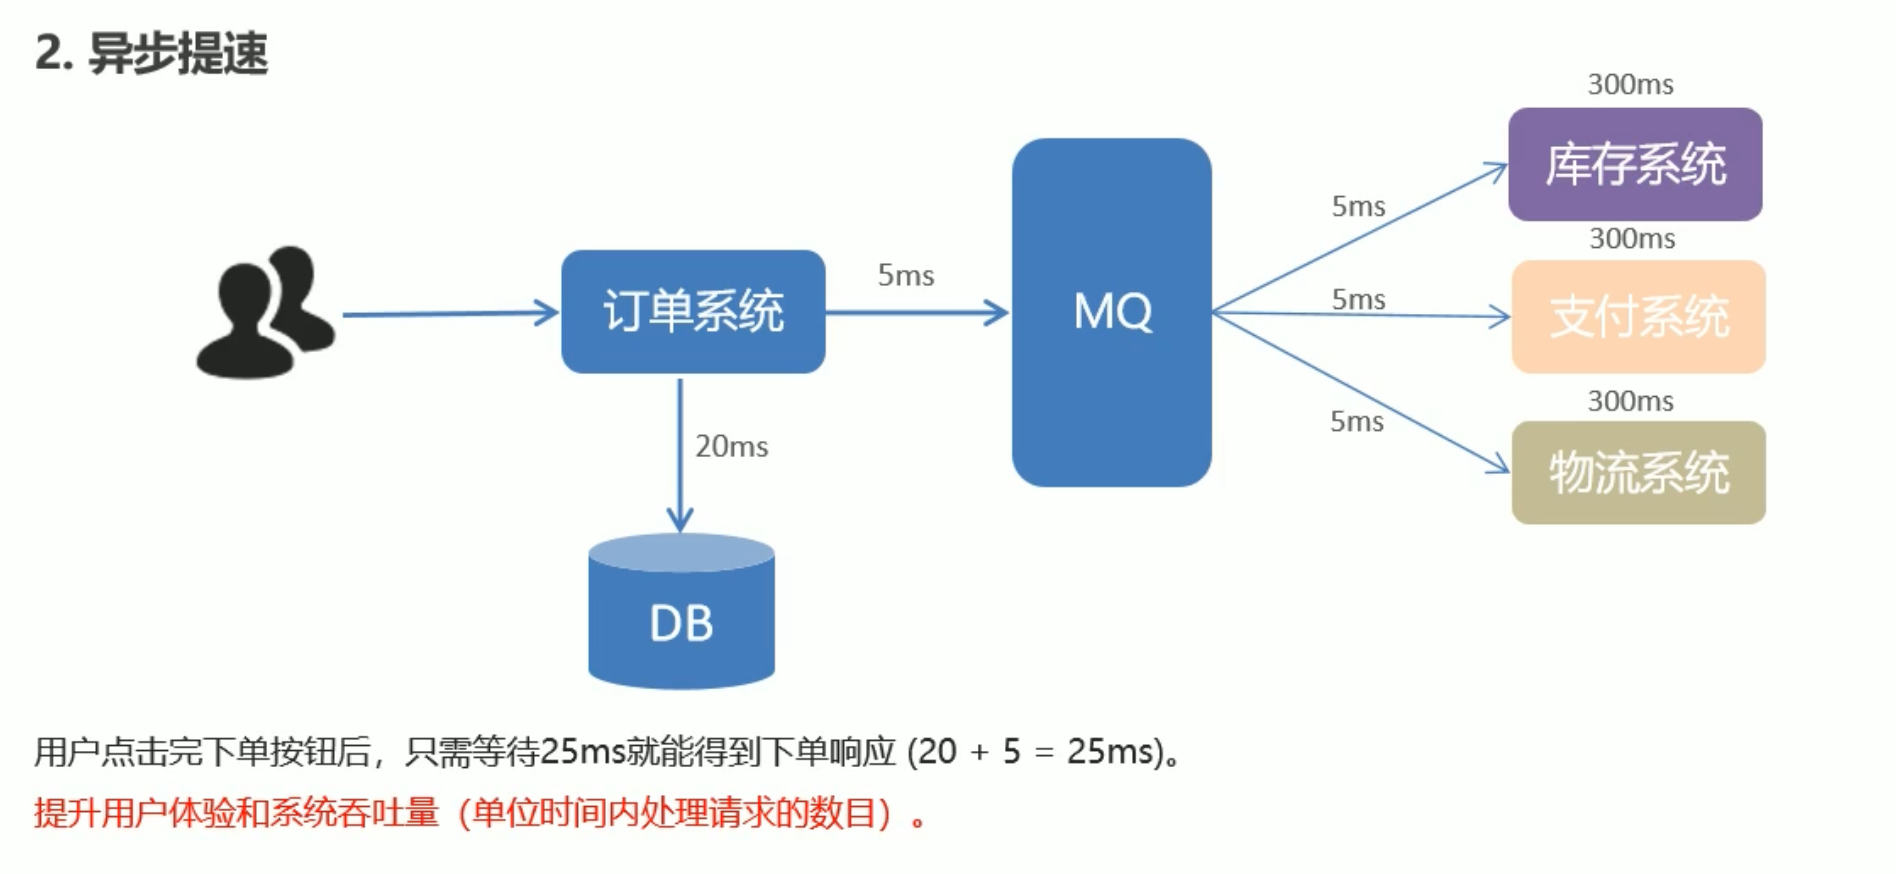 2. 异步提速
300ms
库存系统
5ms
300ms
订单系统
5ms
MQ
5ms
支付系统
300ms
5ms
20ms
物流系统
DB
用户点击完下单按钮后，只需等待25ms就能得到下单响应 (20 + 5 = 25ms)。
提升用户体验和系统吞吐量（单位时间内处理请求的数目）。